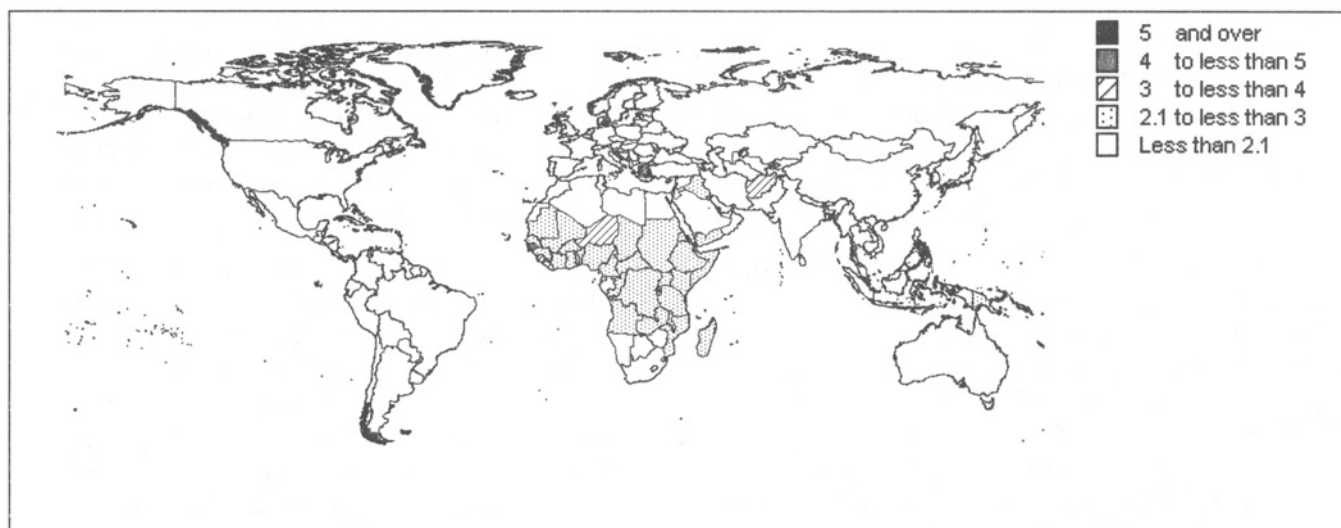 5 and over
4 to less than 5
3 to less than 4
2.1 to less than 3
Less than 2.1